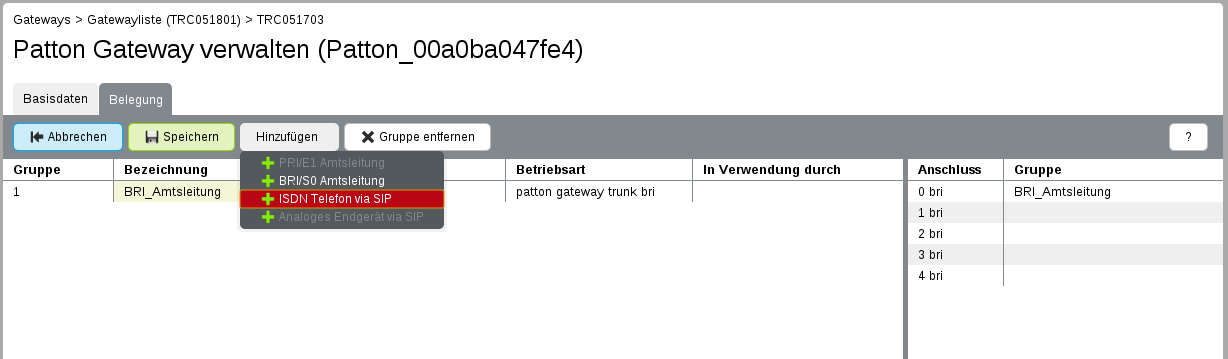 Gateways > Gatewayliste (TRC051801) > TRC051703
Patton Gateway verwalten (Patton_00a0ba047fe4)
Basisdaten Belegung
Abbrechen Speichern Hinzufügen Gruppe entfernen ?
PRI/E1 Amtsleitung
BRI/S0 Amtsleitung
ISDN Telefon via SIP
Analoges Endgerät via SIP
Gruppe Bezeichnung Betriebsart In Verwendung durch
1 BRI_Amtsleitung patton gateway trunk bri
Anschluss Gruppe
0 bri BRI_Amtsleitung
1 bri
2 bri
3 bri
4 bri